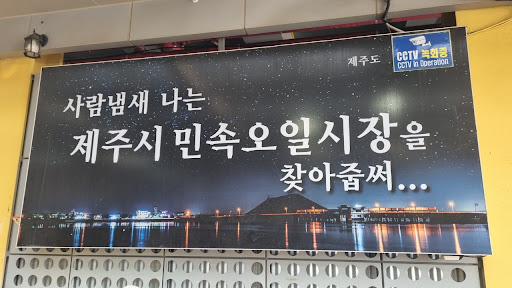 제주도
CCTV 녹화중
CCTV in Operation
사람냄새 나는
제주시 민속오일시장을
찾아줍써...